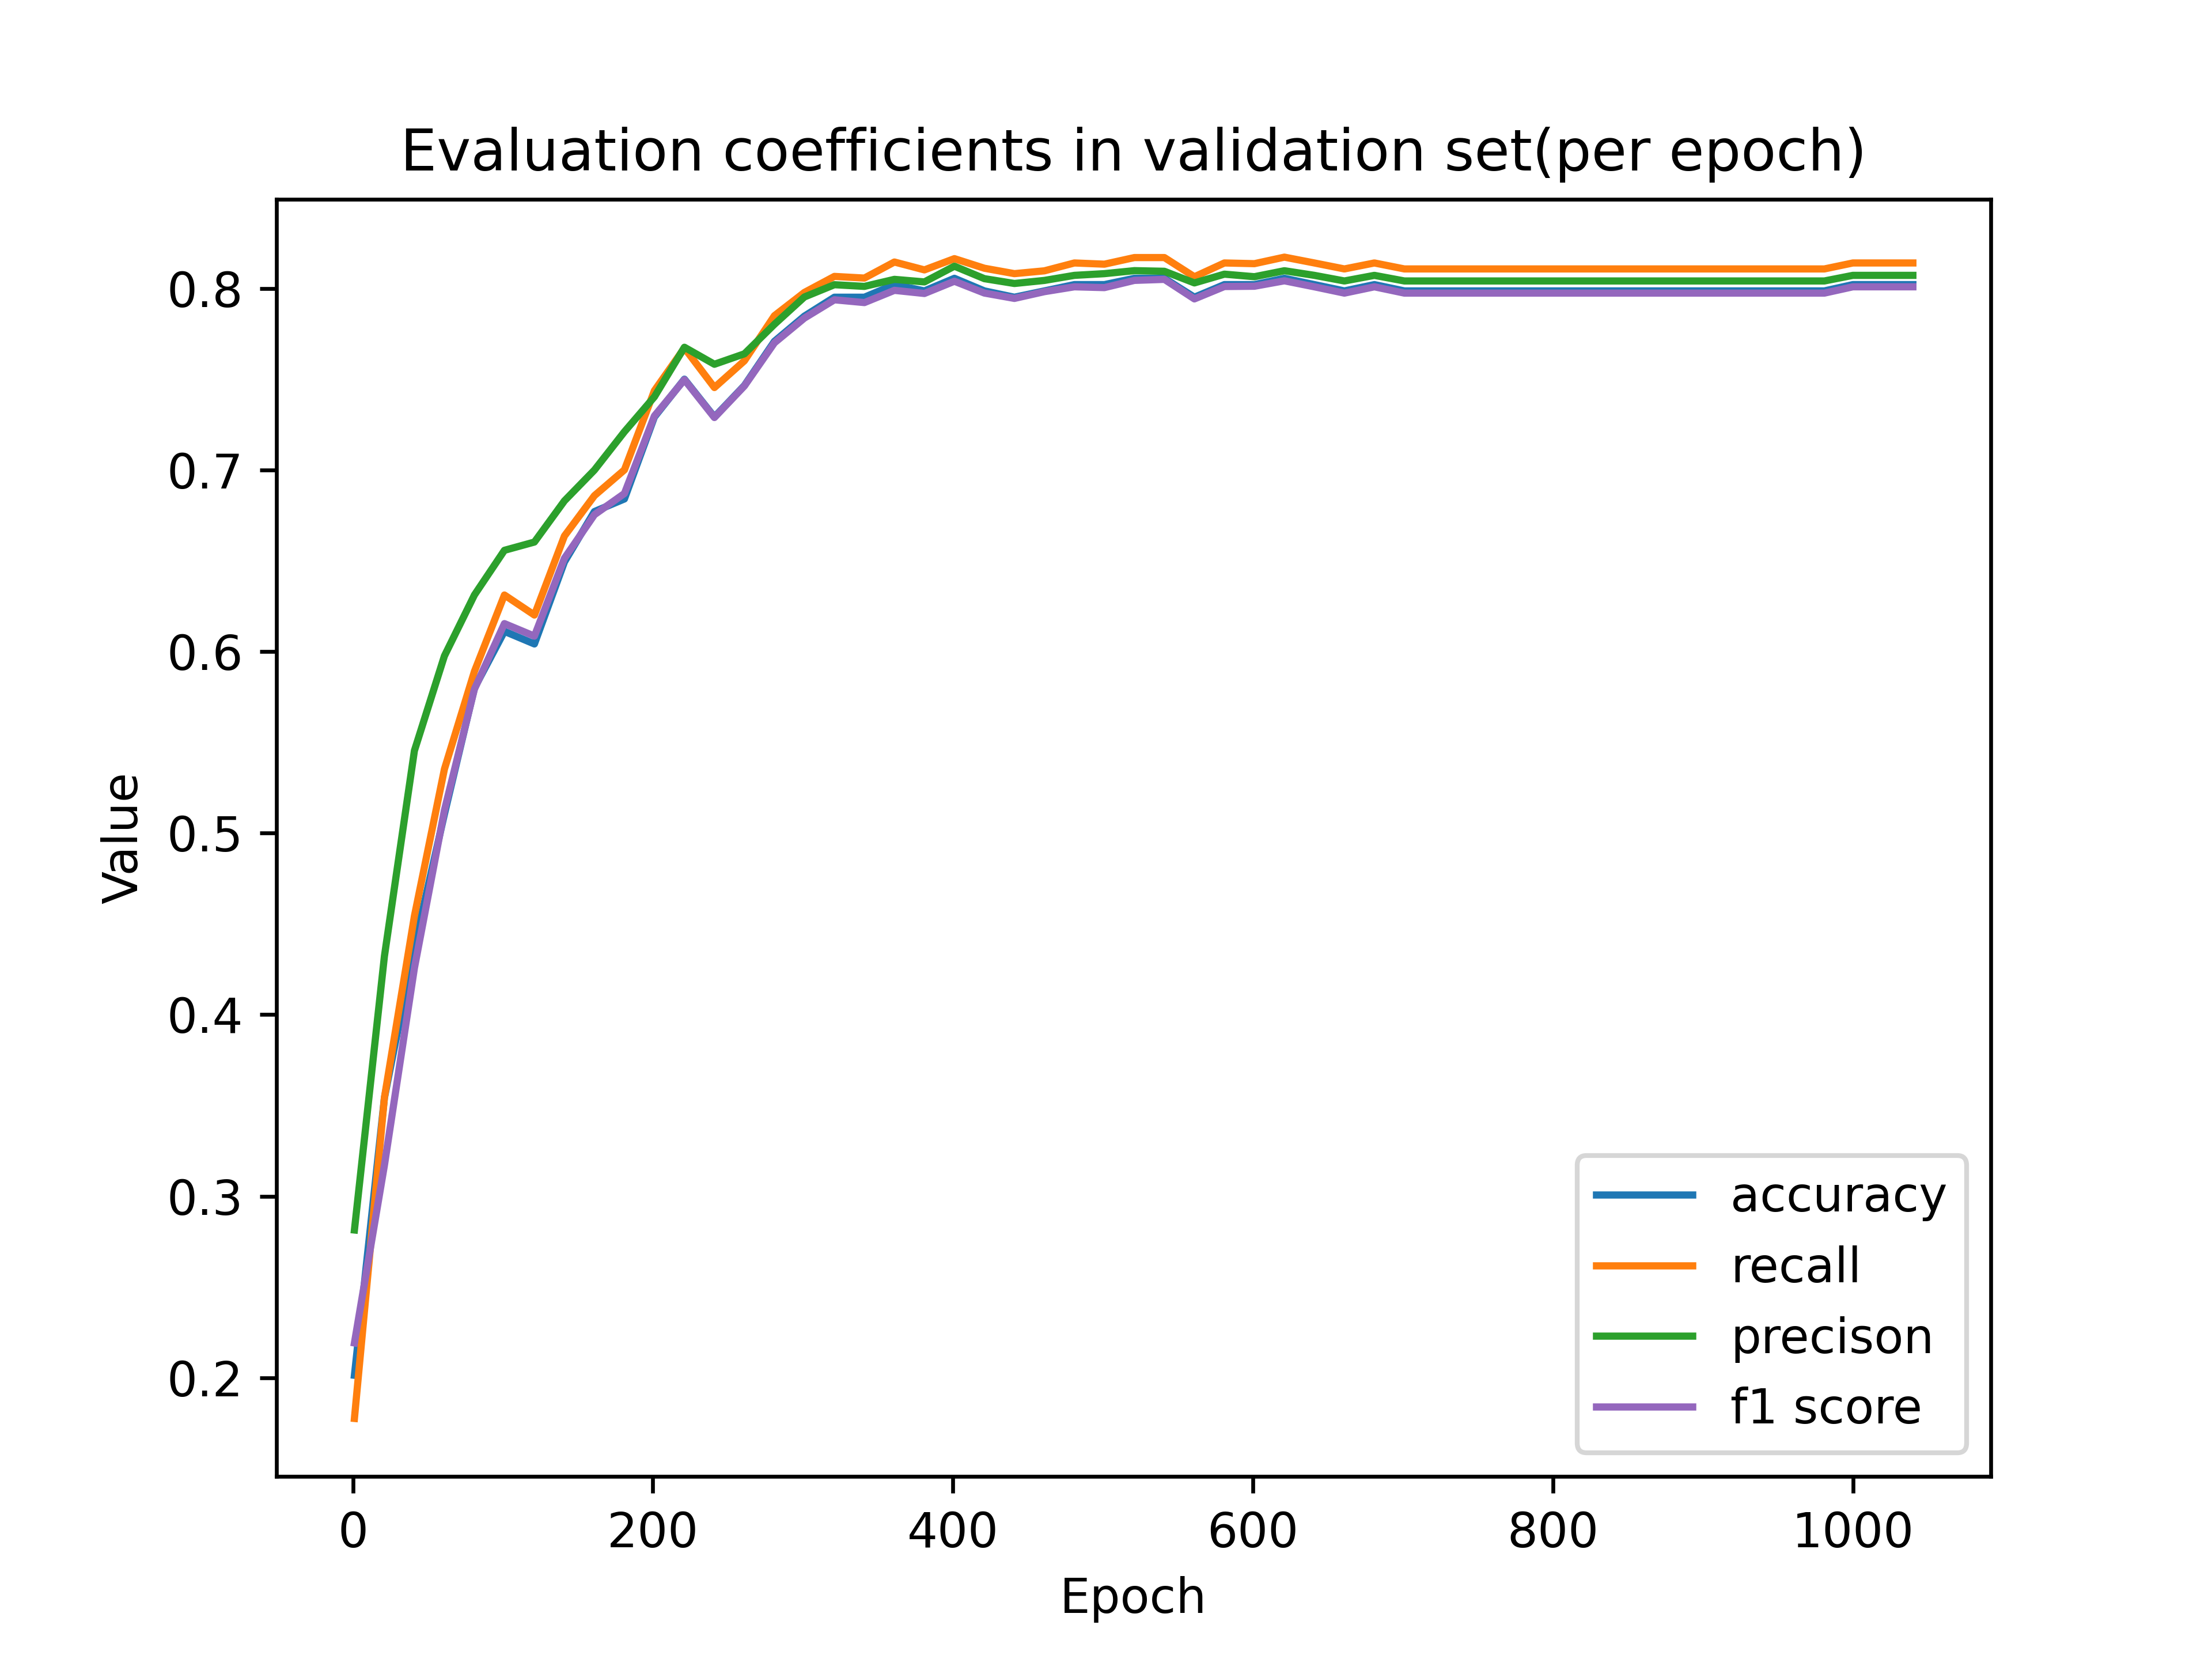 Evaluation coefficients in validation set(per epoch)
0.8
0.7
0.6
0.5
0.4
0.3
0.2
Value
0 200 400 600 800 1000
Epoch
accuracy
recall
precison
f1 score